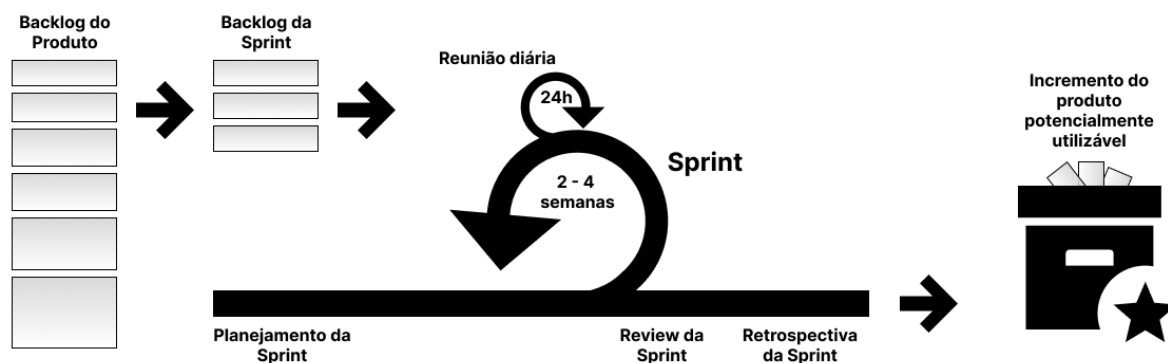 Backlog do
Produto
Backlog da
Sprint
Reunião diária
24h
Sprint
2 - 4
semanas
Incremento do
produto
potencialmente
utilizável
Planejamento da
Sprint
Review da
Sprint
Retrospectiva
da Sprint